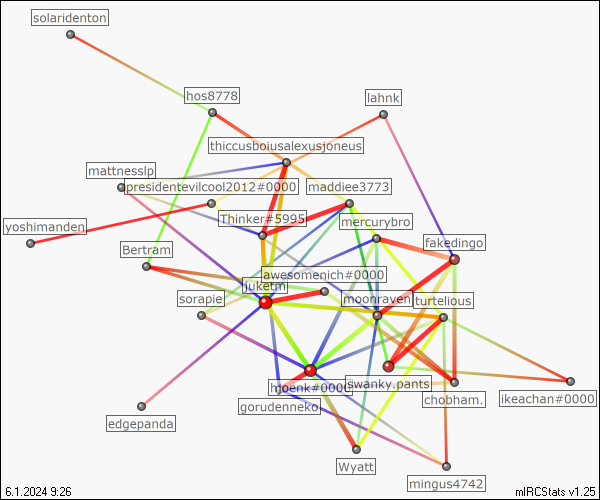 solaridenton
hos8778
lahnk
thiccusboiusalexusjoneus
mattnesslp
presidentevilcool2012#0000
maddiee3773
yoshimanden
Thinker#5995
mercurybro
Bertram
fakedingo
awesomenich#0000
juketm
sorapie
moonraven
turtelious
moenk#0000
swanky.pants
chobham.
ikeachan#0000
gorudenneko
edgepanda
Wyatt
mingus4742
6.1.2024 9:26
mIRCStats v1.25